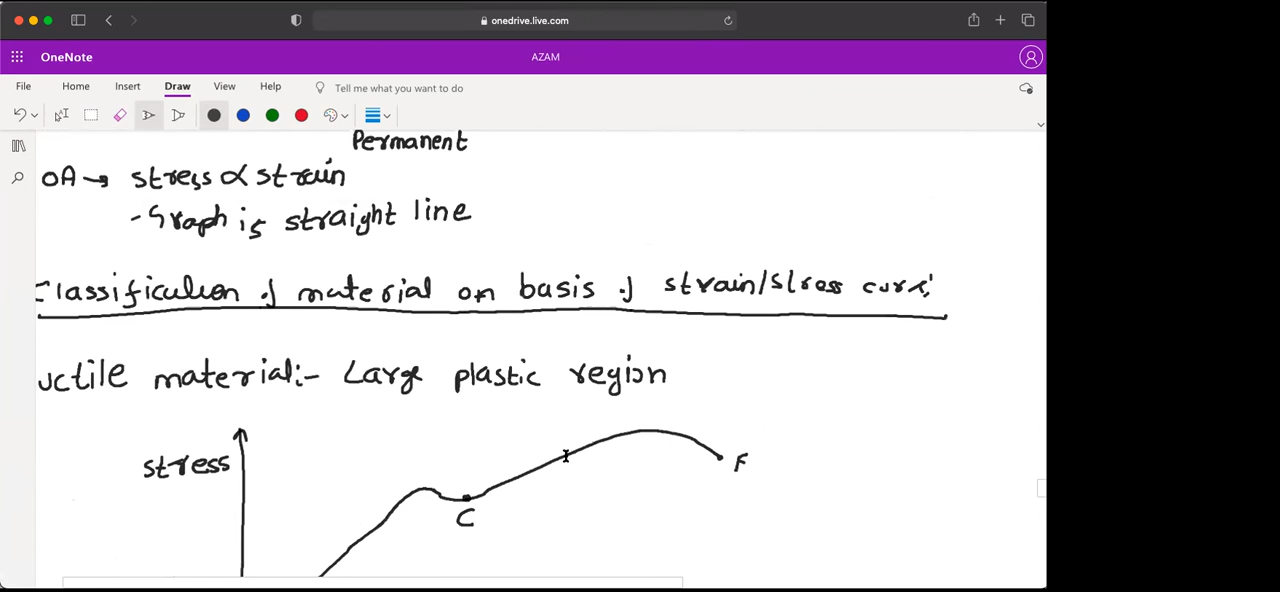 onedrive.live.com
OneNote
AZAM
File Home Insert Draw View Help Tell me what you want to do
Permanent
OA → stress ∝ strain
- Graph is straight line
Classification of material on basis of strain/stress curve
uctile material:- Large plastic region
stress
F
C